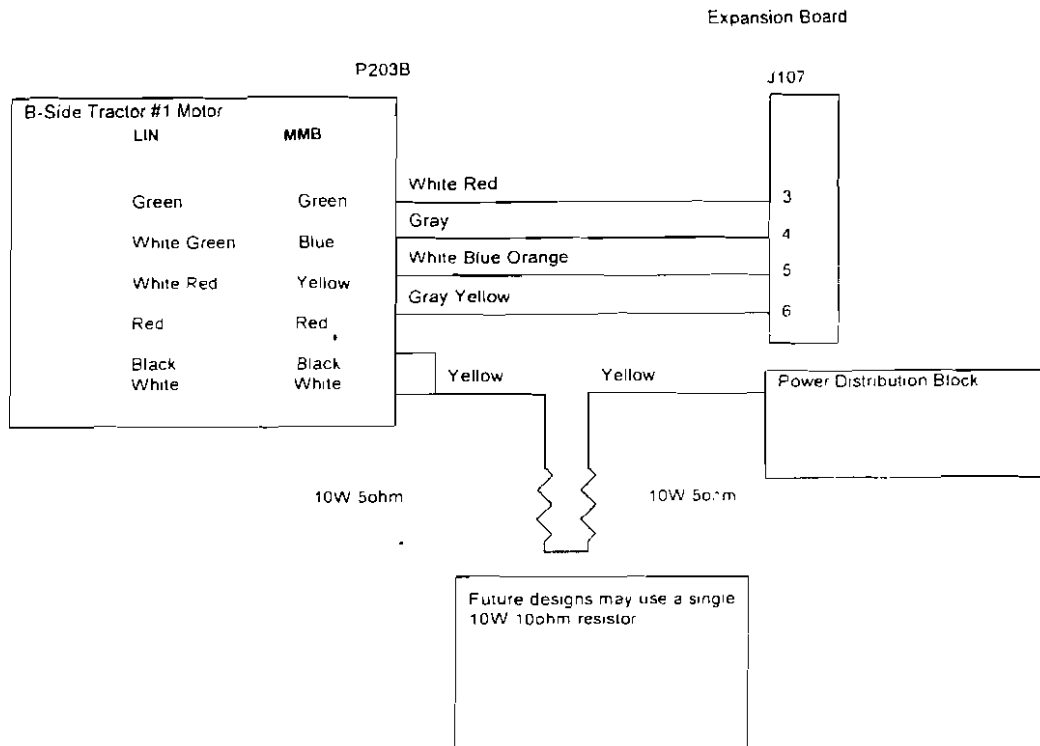 Expansion Board
P203B
J107
B-Side Tractor #1 Motor
LIN MMB
White Red
Green Green
3
Gray
White Green Blue
4
White Blue Orange
White Red Yellow
5
Gray Yellow
6
Red Red
Black Black
White White
Yellow Yellow
Power Distribution Block
10W 5ohm 10W 5ohm
Future designs may use a single
10W 10ohm resistor